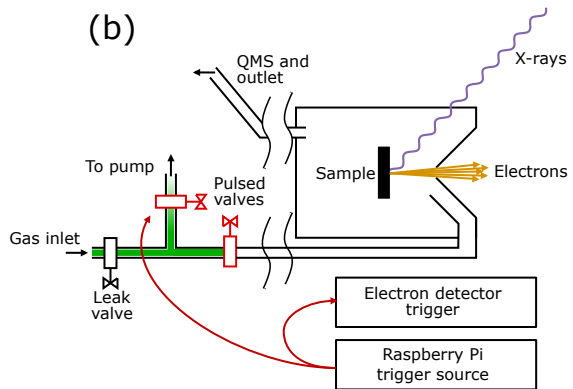 (b)
QMS and
outlet
X-rays
To pump
Pulsed
valves
Sample
Electrons
Gas inlet
Leak
valve
Electron detector
trigger
Raspberry Pi
trigger source